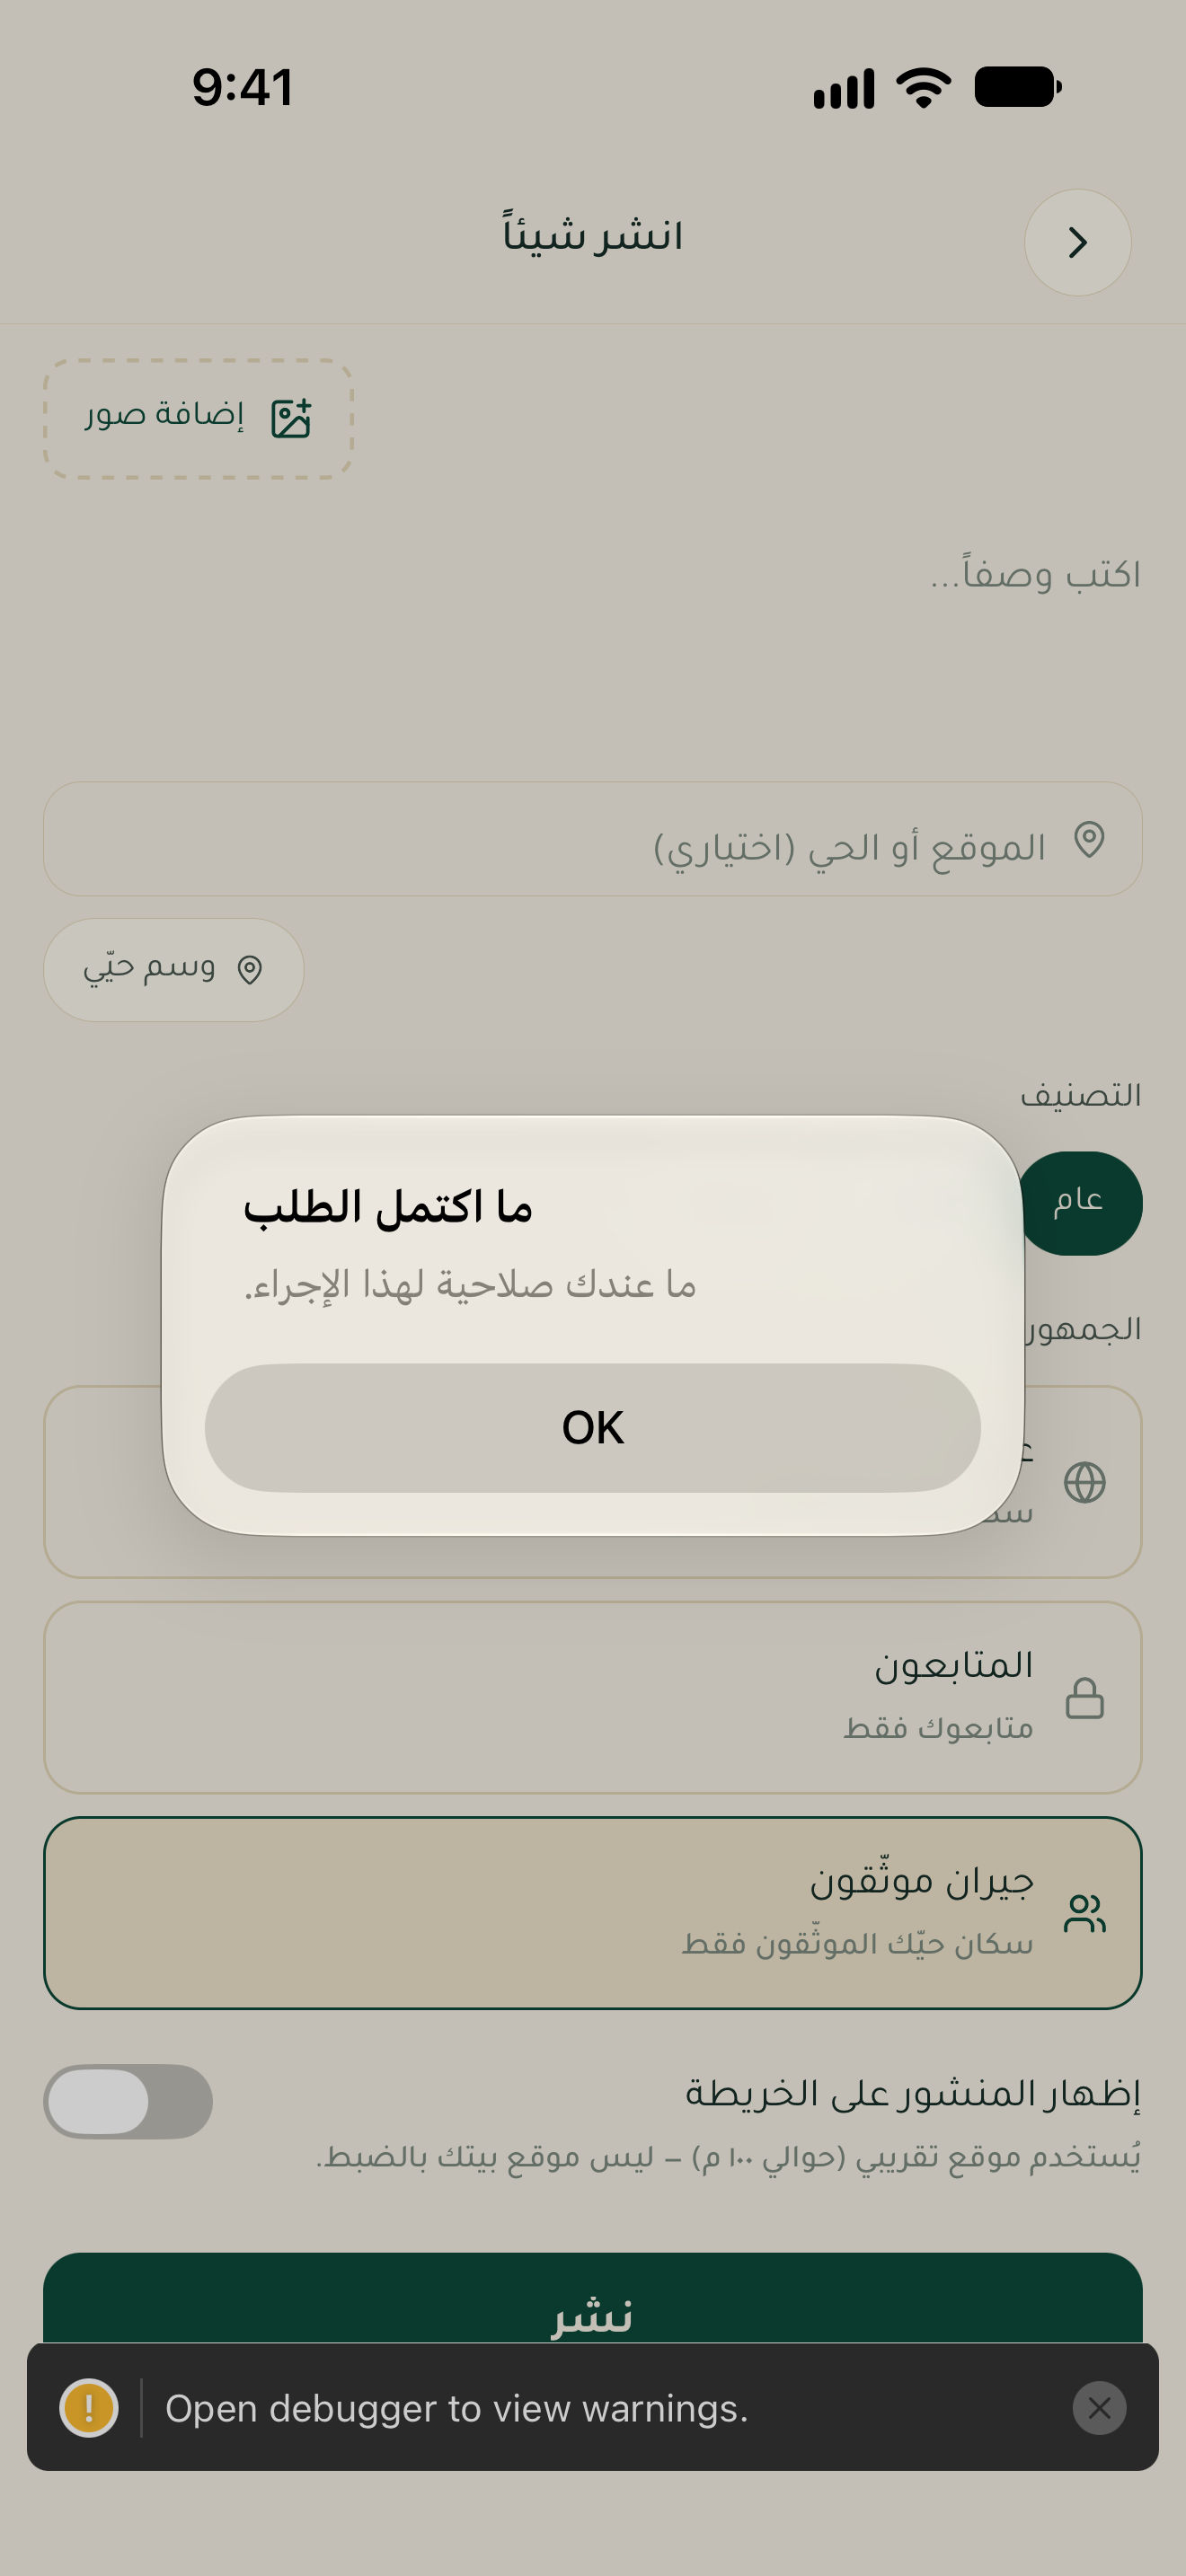 9:41
انشر شيئاً
إضافة صور
اكتب وصفاً...
الموقع أو الحي (اختياري)
وسم حيّي
التصنيف
عام
ما اكتمل الطلب
ما عندك صلاحية لهذا الإجراء.
الجمهور
OK
المتابعون
متابعوك فقط
جيران موثّقون
سكان حيّك الموثّقون فقط
إظهار المنشور على الخريطة
يُستخدم موقع تقريبي (حوالي ١٠٠ م) – ليس موقع بيتك بالضبط.
نشر
Open debugger to view warnings.